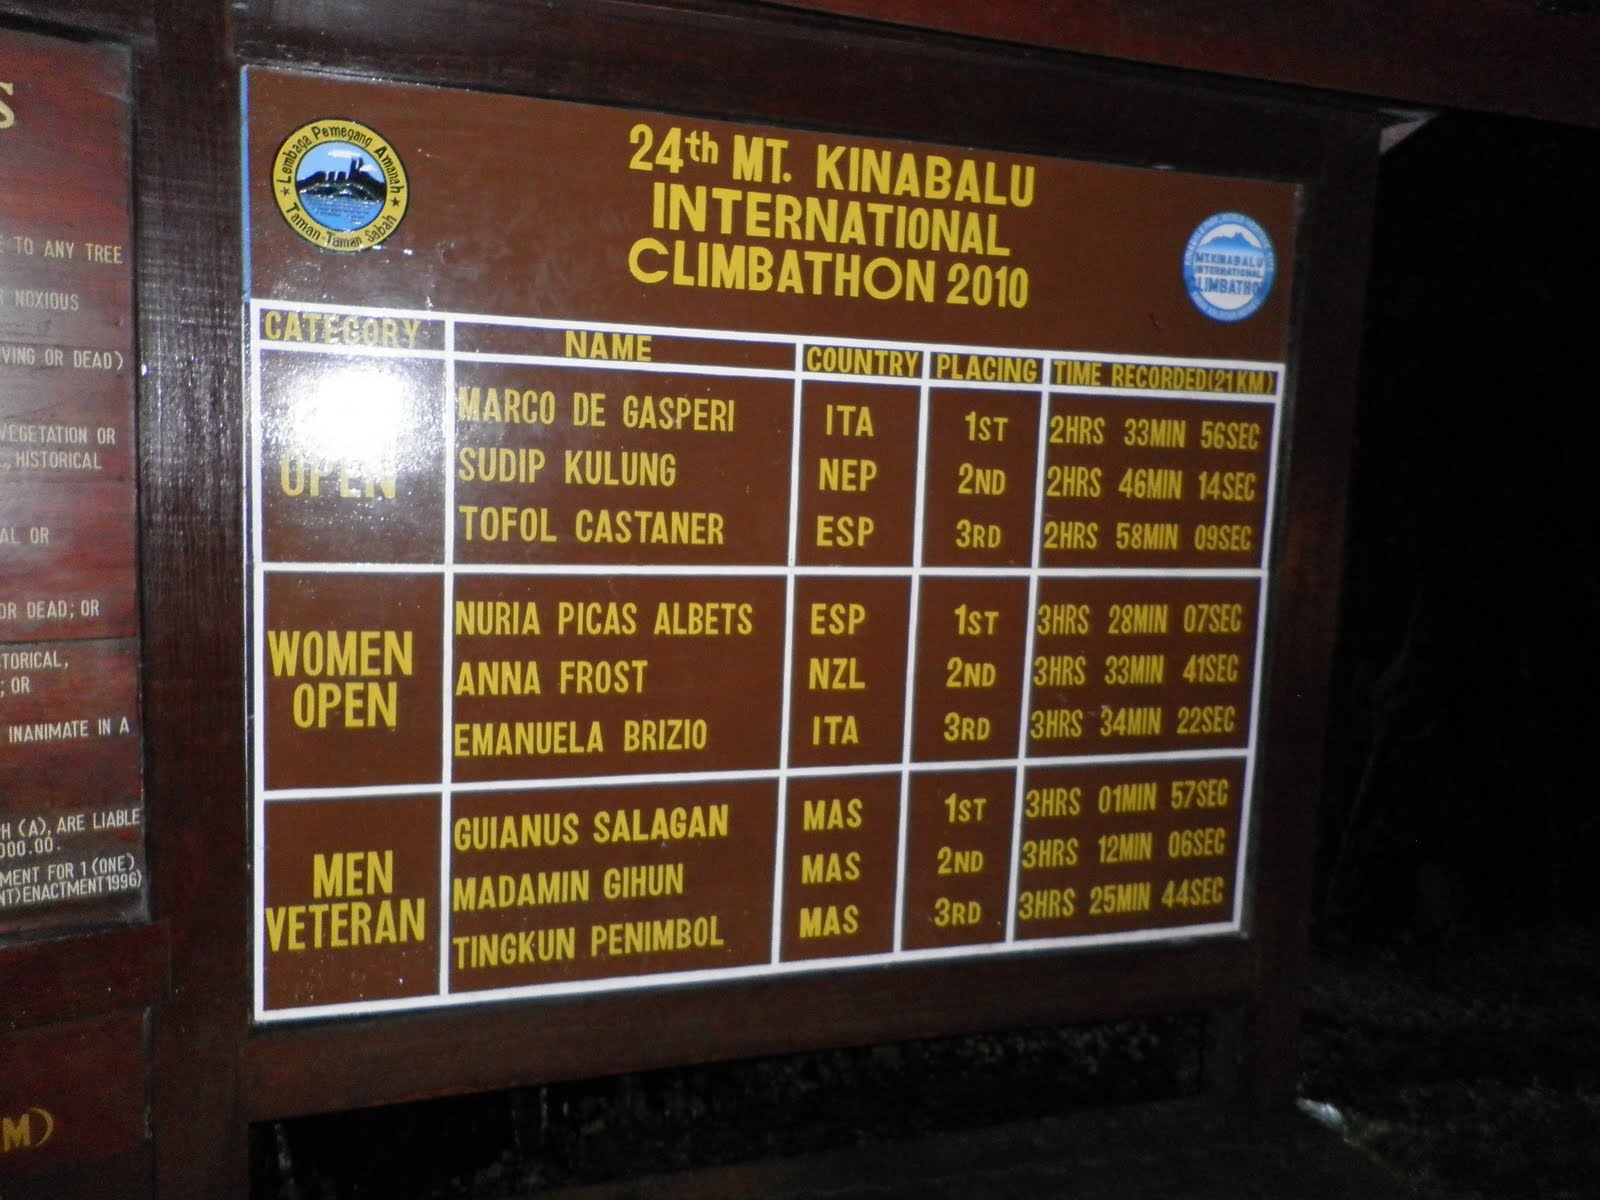 S
E TO ANY TREE
NOXIOUS
VING OR DEAD)
VEGETATION OR
, HISTORICAL
AL OR
OR DEAD; OR
TORICAL,
; OR
INANIMATE IN A
H (A), ARE LIABLE
000.00.
MENT FOR 1 (ONE)
NT) ENACTMENT 1996)
M)
Lembaga Pemegang Amanah
Taman-Taman Sabah
24th MT. KINABALU
INTERNATIONAL
CLIMBATHON 2010
MT.KINABALU
INTERNATIONAL
CLIMBATHO
CATEGORY NAME COUNTRY PLACING TIME RECORDED(21KM)
OPEN
MARCO DE GASPERI ITA 1ST 2HRS 33MIN 56SEC
SUDIP KULUNG NEP 2ND 2HRS 46MIN 14SEC
TOFOL CASTANER ESP 3RD 2HRS 58MIN 09SEC
WOMEN
OPEN
NURIA PICAS ALBETS ESP 1ST 3HRS 28MIN 07SEC
ANNA FROST NZL 2ND 3HRS 33MIN 41SEC
EMANUELA BRIZIO ITA 3RD 3HRS 34MIN 22SEC
MEN
VETERAN
GUIANUS SALAGAN MAS 1ST 3HRS 01MIN 57SEC
MADAMIN GIHUN MAS 2ND 3HRS 12MIN 06SEC
TINGKUN PENIMBOL MAS 3RD 3HRS 25MIN 44SEC